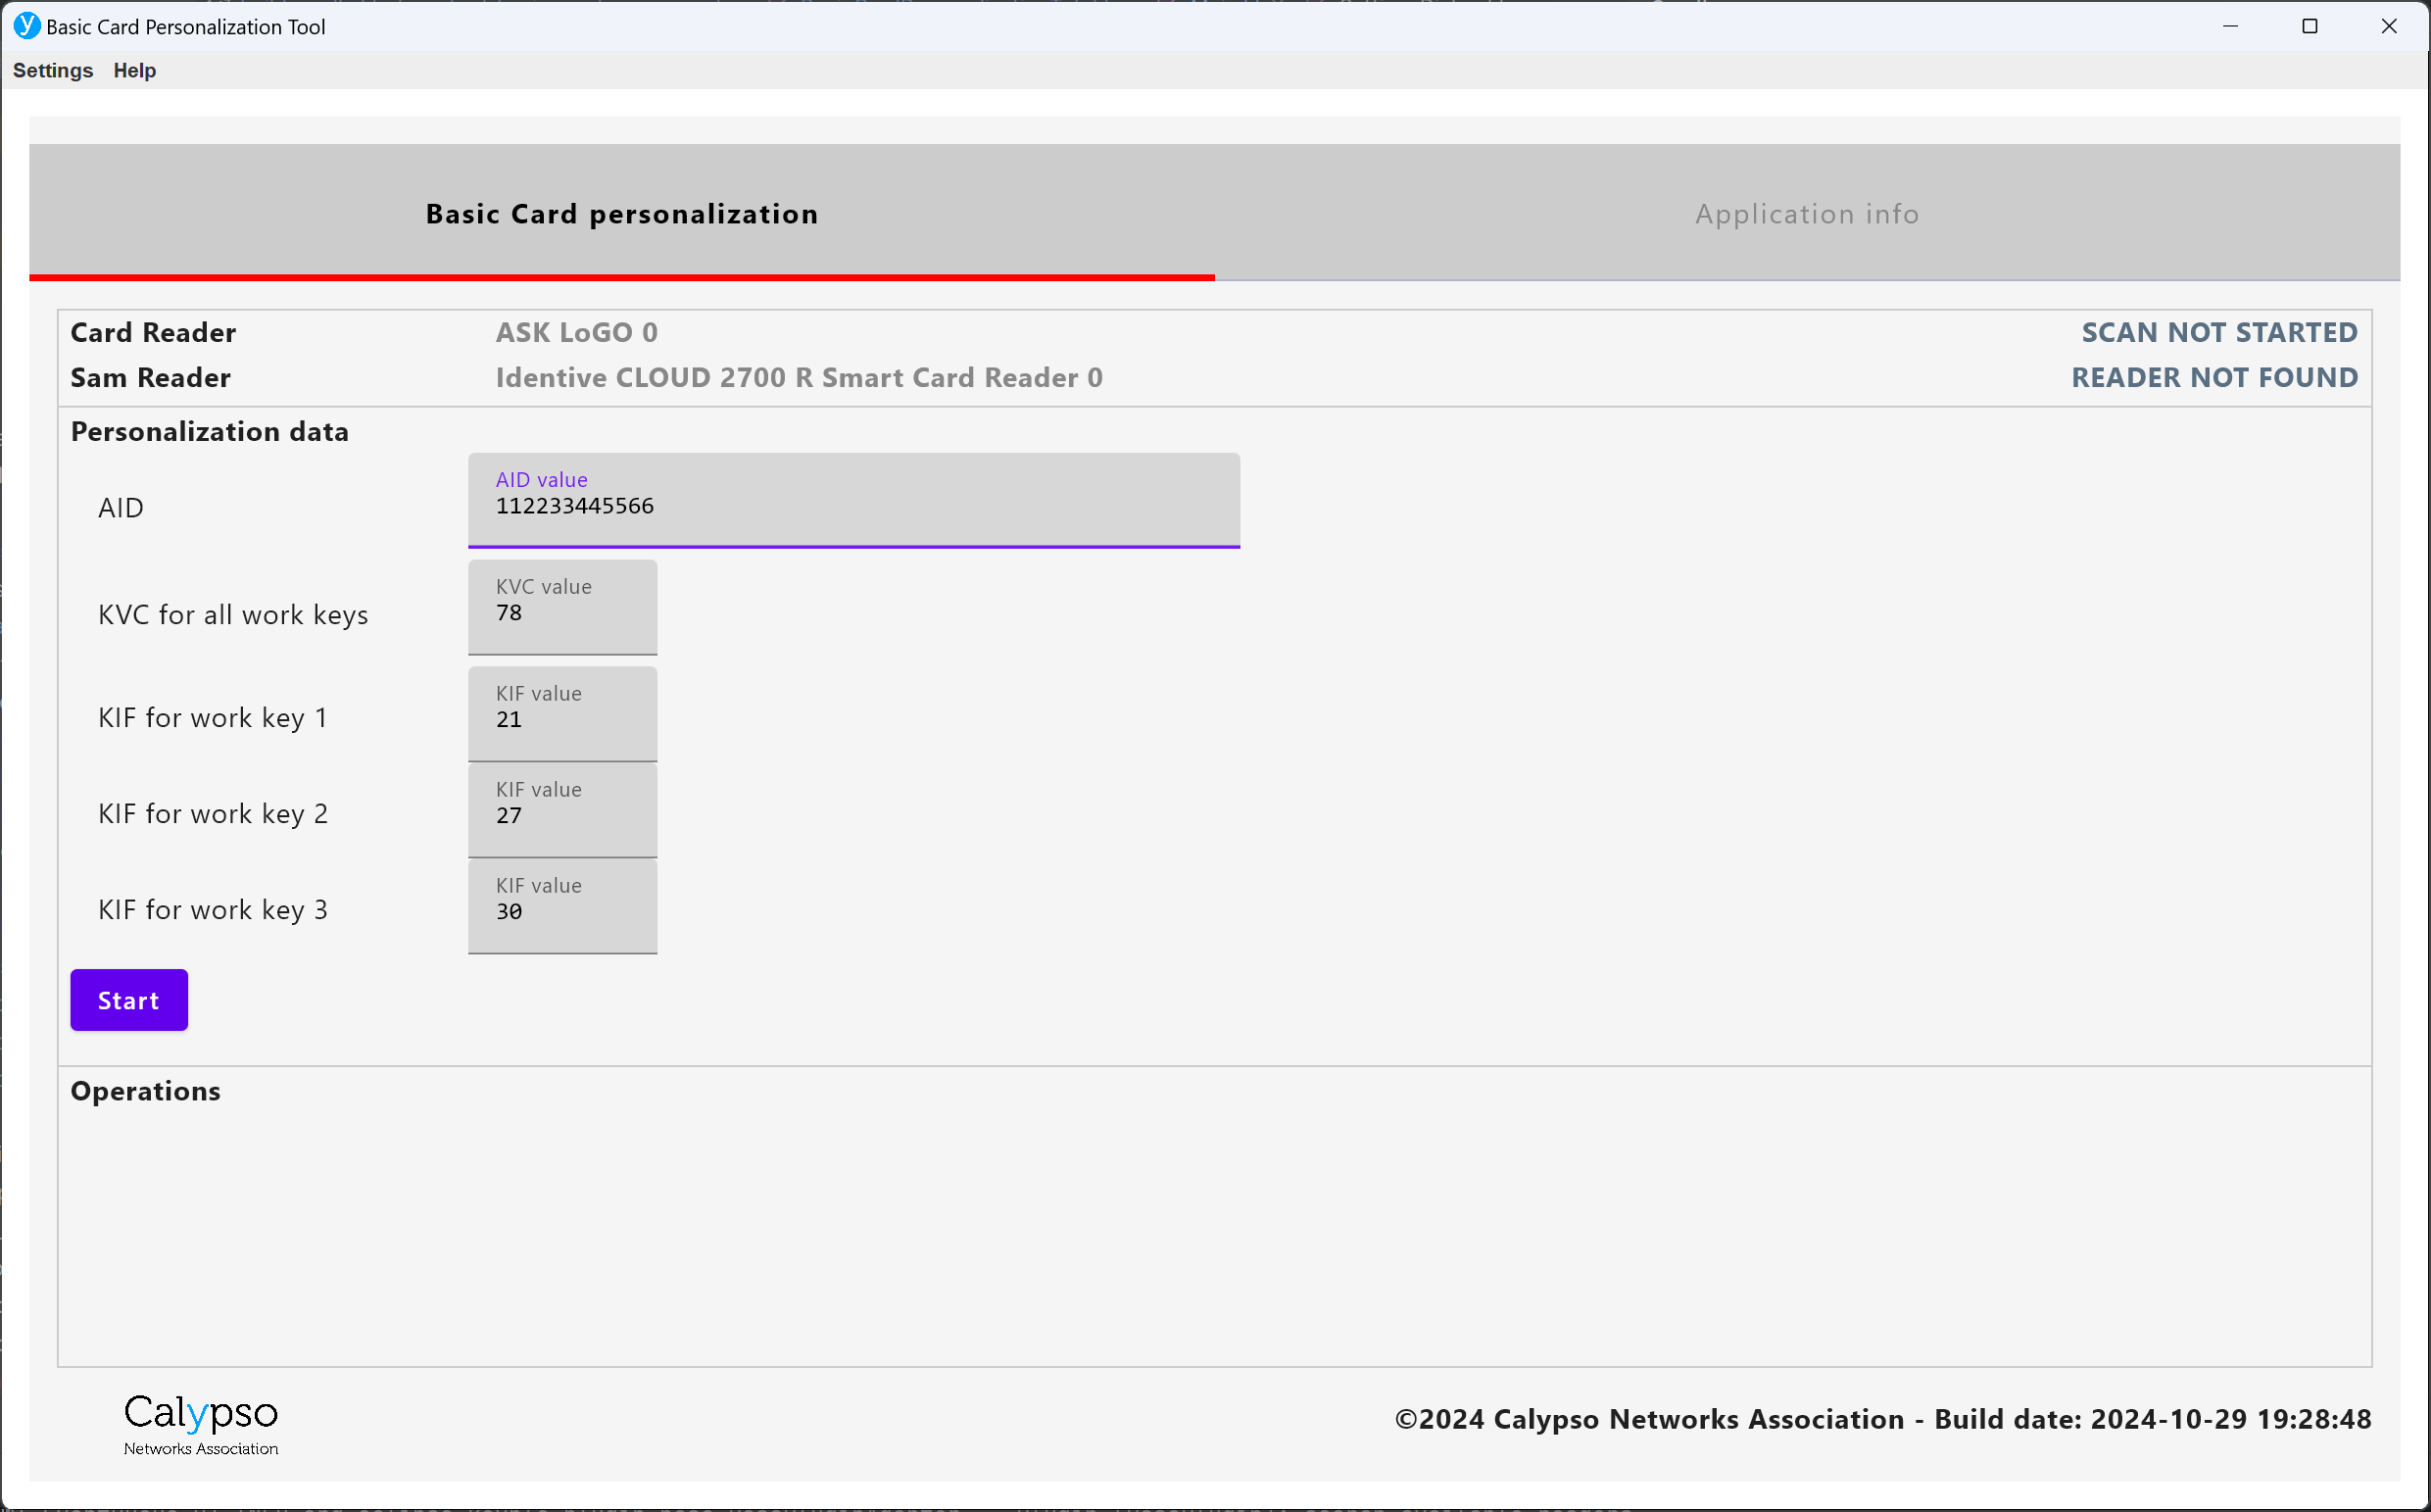 Basic Card Personalization Tool
Settings Help
Basic Card personalization Application info
Card Reader ASK LoGO 0 SCAN NOT STARTED
Sam Reader Identive CLOUD 2700 R Smart Card Reader 0 READER NOT FOUND
Personalization data
AID value
AID 112233445566
KVC value
KVC for all work keys 78
KIF value
KIF for work key 1 21
KIF value
KIF for work key 2 27
KIF value
KIF for work key 3 30
Start
Operations
Calypso
Networks Association
©2024 Calypso Networks Association - Build date: 2024-10-29 19:28:48